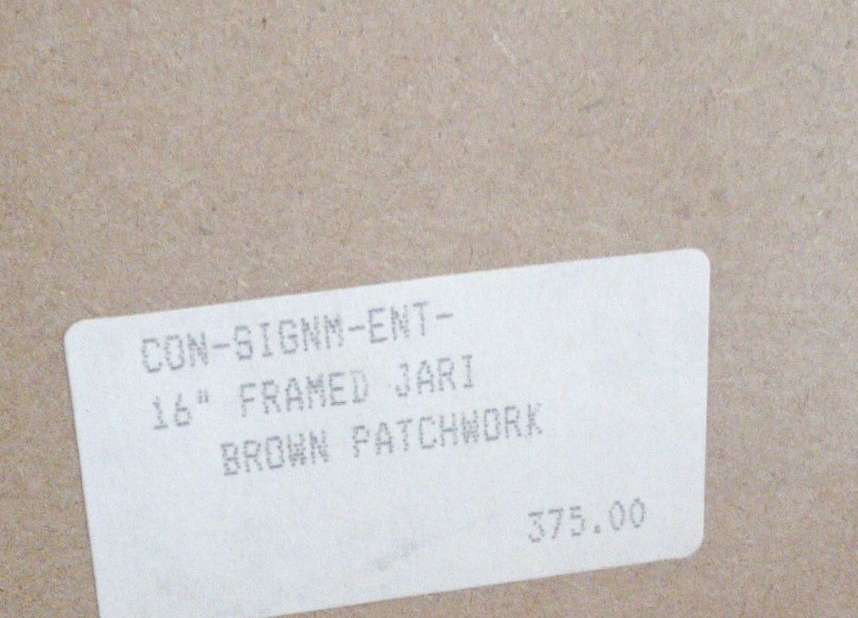 CON-SIGNM-ENT-
16" FRAMED JARI
BROWN PATCHWORK
375.00